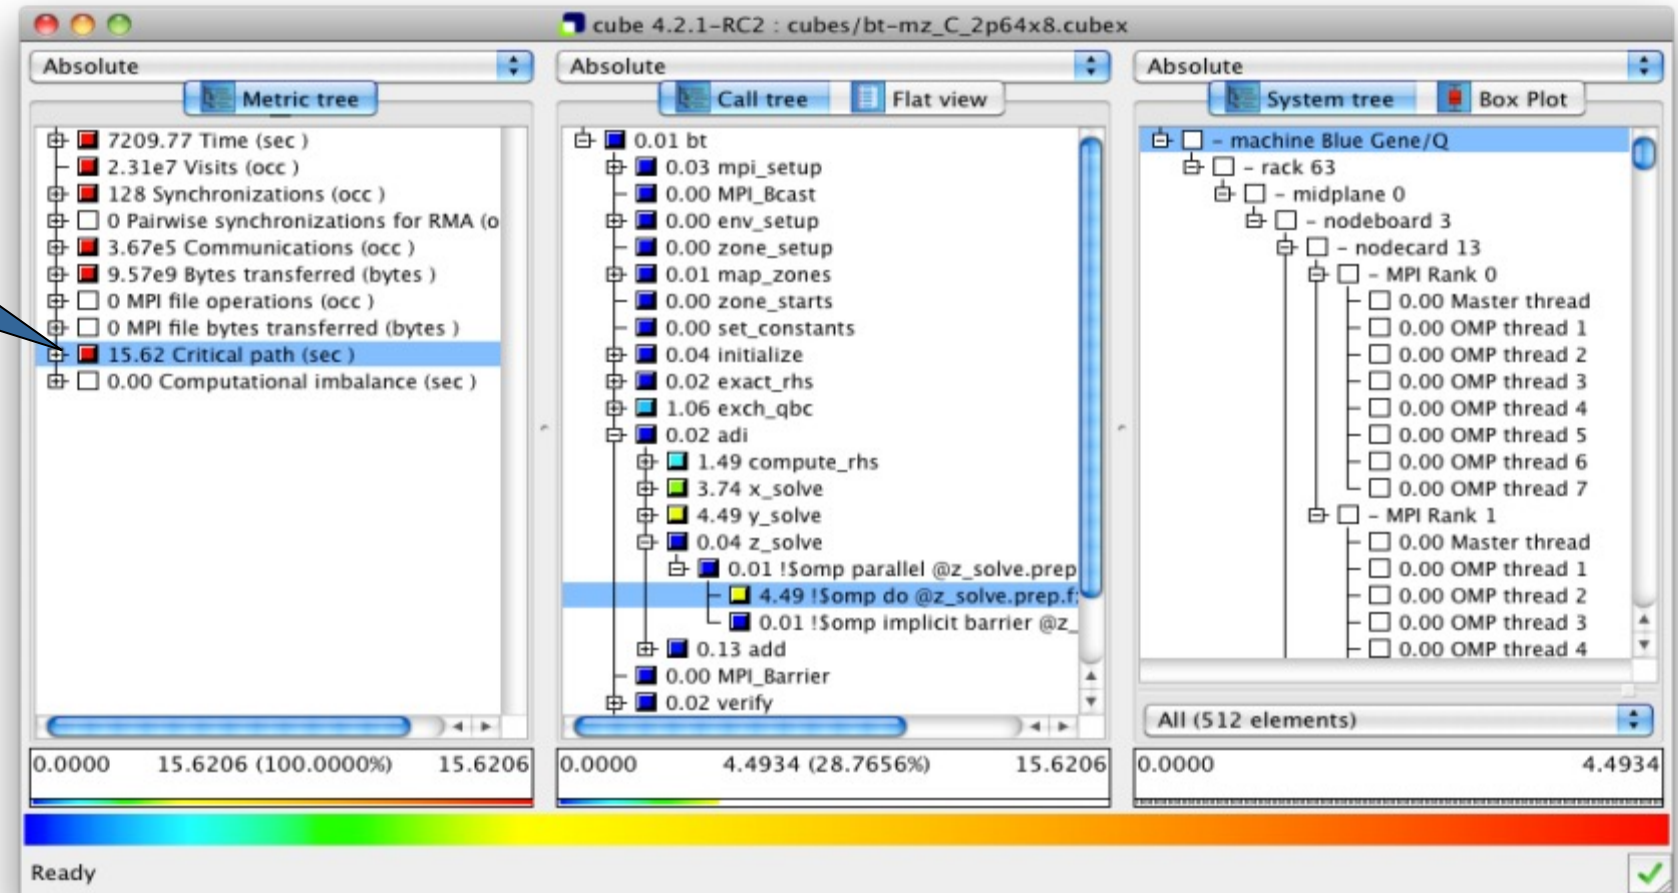 cube 4.2.1-RC2 : cubes/bt-mz_C_2p64x8.cubex
Absolute
Metric tree
7209.77 Time (sec )
2.31e7 Visits (occ )
128 Synchronizations (occ )
0 Pairwise synchronizations for RMA (o
3.67e5 Communications (occ )
9.57e9 Bytes transferred (bytes )
0 MPI file operations (occ )
0 MPI file bytes transferred (bytes )
15.62 Critical path (sec )
0.00 Computational imbalance (sec )
0.0000 15.6206 (100.0000%) 15.6206
Absolute
Call tree Flat view
0.01 bt
0.03 mpi_setup
0.00 MPI_Bcast
0.00 env_setup
0.00 zone_setup
0.01 map_zones
0.00 zone_starts
0.00 set_constants
0.04 initialize
0.02 exact_rhs
1.06 exch_qbc
0.02 adi
1.49 compute_rhs
3.74 x_solve
4.49 y_solve
0.04 z_solve
0.01 !$omp parallel @z_solve.prep
4.49 !$omp do @z_solve.prep.f:
0.01 !$omp implicit barrier @z_
0.13 add
0.00 MPI_Barrier
0.02 verify
0.0000 4.4934 (28.7656%) 15.6206
Absolute
System tree Box Plot
- machine Blue Gene/Q
- rack 63
- midplane 0
- nodeboard 3
- nodecard 13
- MPI Rank 0
0.00 Master thread
0.00 OMP thread 1
0.00 OMP thread 2
0.00 OMP thread 3
0.00 OMP thread 4
0.00 OMP thread 5
0.00 OMP thread 6
0.00 OMP thread 7
- MPI Rank 1
0.00 Master thread
0.00 OMP thread 1
0.00 OMP thread 2
0.00 OMP thread 3
0.00 OMP thread 4
All (512 elements)
0.0000 4.4934
Ready